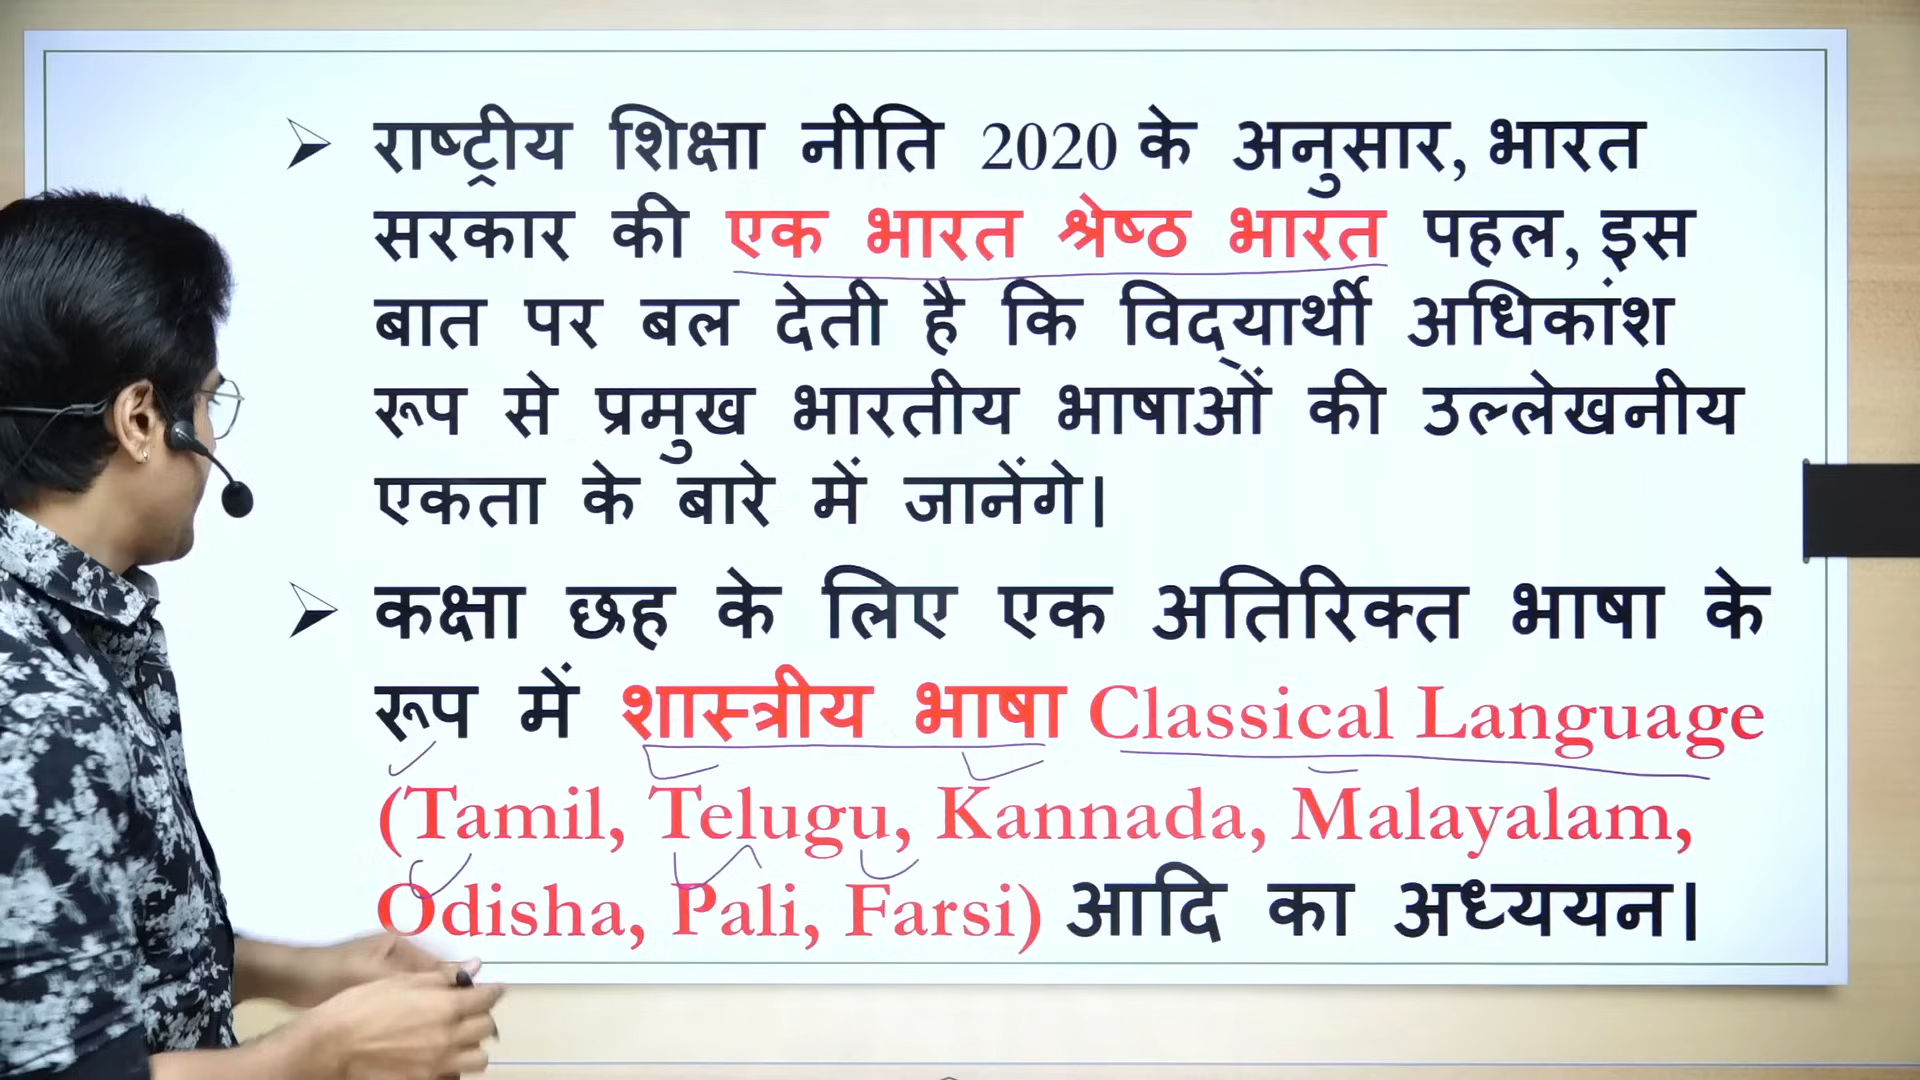 राष्ट्रीय शिक्षा नीति 2020 के अनुसार, भारत
सरकार की एक भारत श्रेष्ठ भारत पहल, इस
बात पर बल देती है कि विद्यार्थी अधिकांश
रूप से प्रमुख भारतीय भाषाओं की उल्लेखनीय
एकता के बारे में जानेंगे।
कक्षा छह के लिए एक अतिरिक्त भाषा के
रूप में शास्त्रीय भाषा Classical Language
(Tamil, Telugu, Kannada, Malayalam,
Odisha, Pali, Farsi) आदि का अध्ययन।